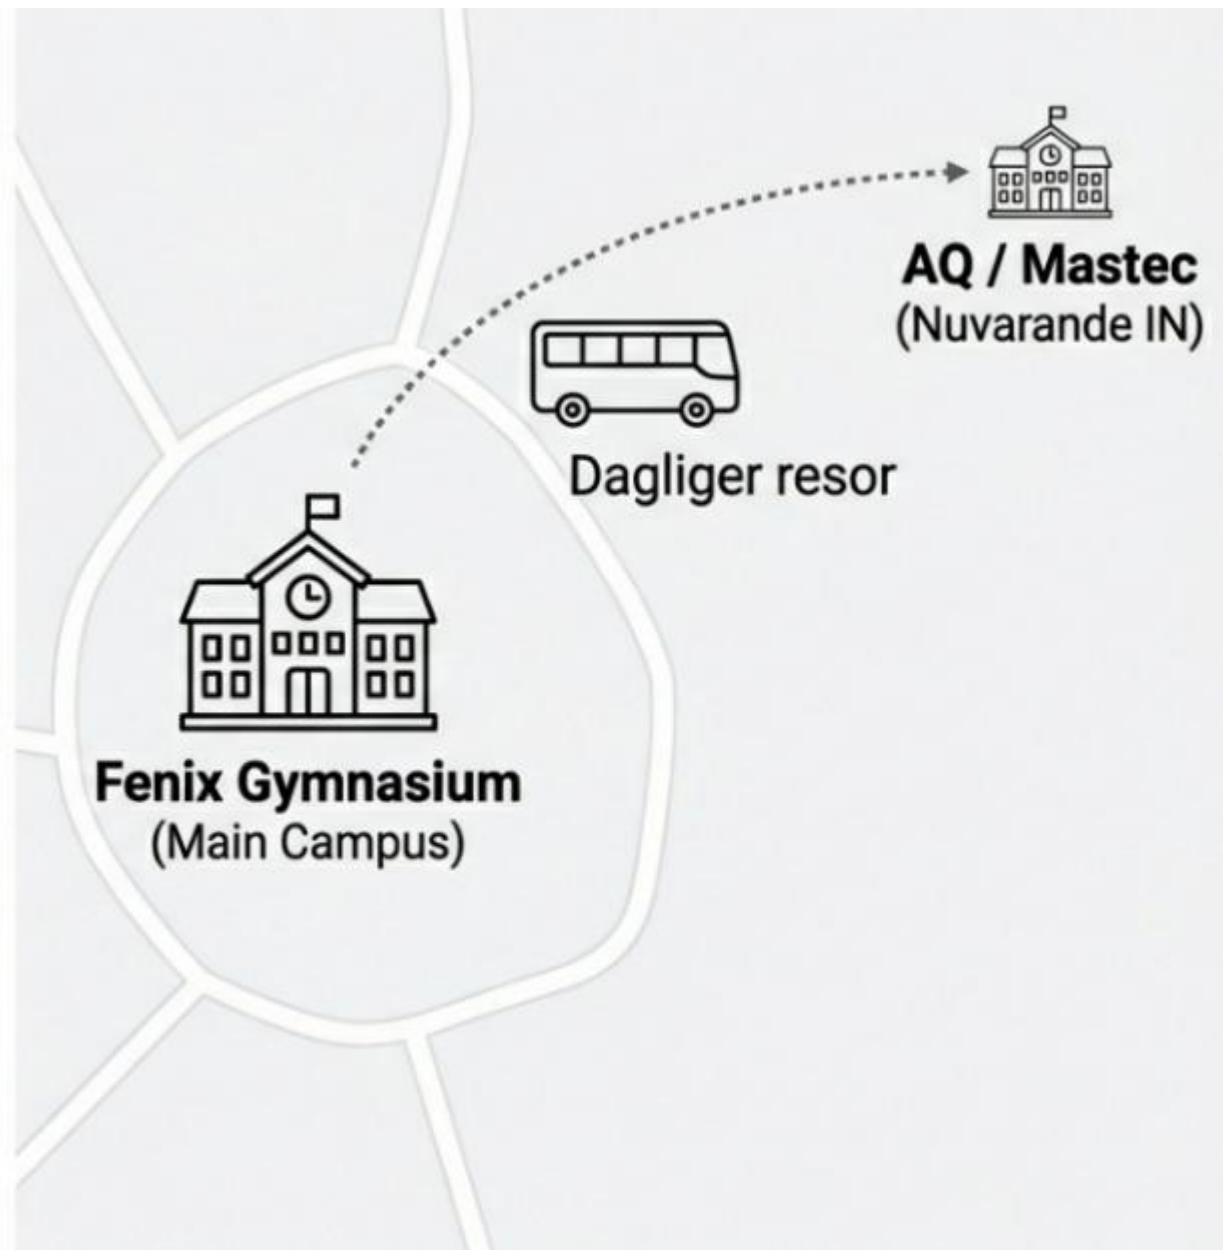 AQ / Mastec
(Nuvarande IN)
Dagliger resor
Fenix Gymnasium
(Main Campus)